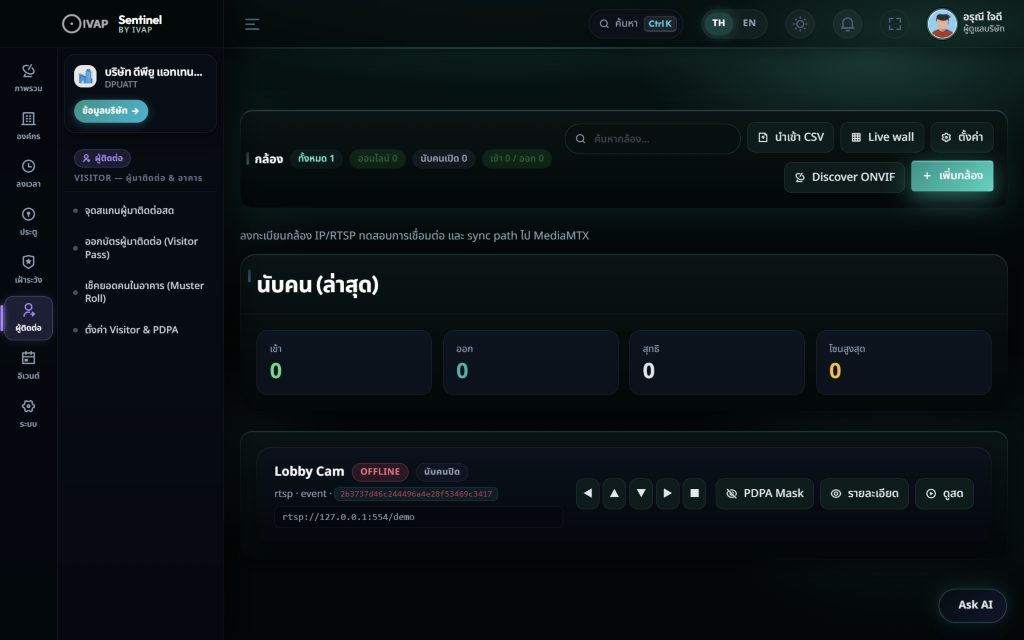 IVAP
Sentinel
BY IVAP
ค้นหา Ctrl K
TH EN
อรุณี ใจดี
ผู้ดูแลบริษัท
ภาพรวม
องค์กร
ลงเวลา
ประตู
เฝ้าระวัง
ผู้ติดต่อ
อีเวนต์
ระบบ
บริษัท ดีพียู แอทเทน...
DPUATT
ข้อมูลบริษัท →
ผู้ติดต่อ
VISITOR — ผู้มาติดต่อ & อาคาร
จุดสแกนผู้มาติดต่อสด
ออกบัตรผู้มาติดต่อ (Visitor
Pass)
เช็คยอดคนในอาคาร (Muster
Roll)
ตั้งค่า Visitor & PDPA
กล้อง ทั้งหมด 1 ออนไลน์ 0 นับคนเปิด 0 เข้า 0 / ออก 0
ค้นหากล้อง...
นำเข้า CSV
Live wall
ตั้งค่า
Discover ONVIF
+ เพิ่มกล้อง
ลงทะเบียนกล้อง IP/RTSP ทดสอบการเชื่อมต่อ และ sync path ไป MediaMTX
นับคน (ล่าสุด)
เข้า
0
ออก
0
สุทธิ
0
โซนสูงสุด
0
Lobby Cam OFFLINE นับคนปิด
rtsp · event · 2b3737d46c244496a4e28f53469c3417
rtsp://127.0.0.1:554/demo
PDPA Mask
รายละเอียด
ดูสด
Ask AI